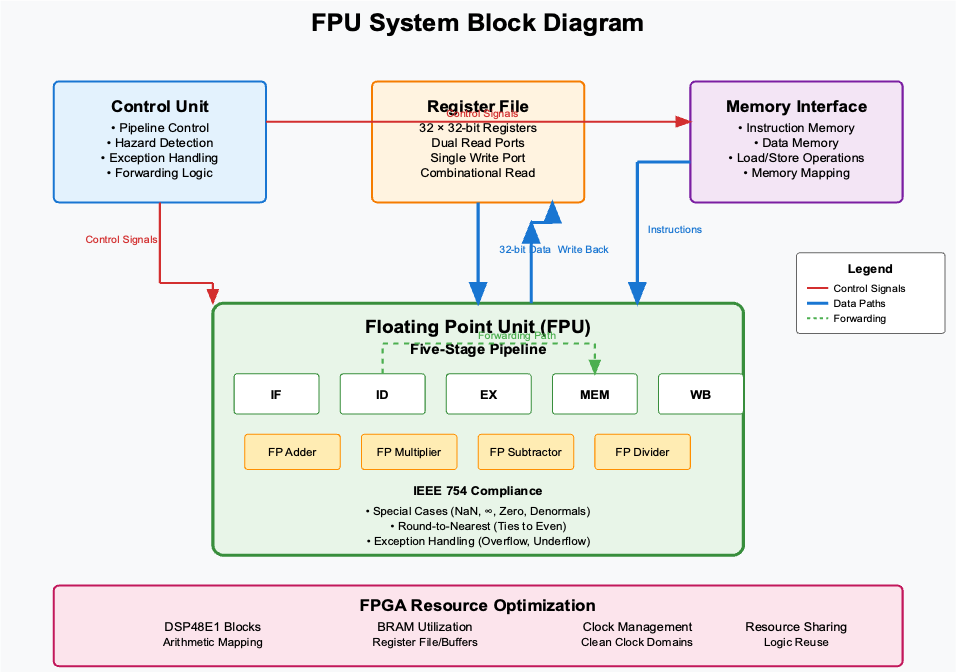 FPU System Block Diagram
Control Unit
• Pipeline Control
• Hazard Detection
• Exception Handling
• Forwarding Logic
Register File
Control Signals
32 × 32-bit Registers
Dual Read Ports
Single Write Port
Combinational Read
Memory Interface
• Instruction Memory
• Data Memory
• Load/Store Operations
• Memory Mapping
Control Signals
32-bit Data
Write Back
Instructions
Legend
Control Signals
Data Paths
Forwarding
Floating Point Unit (FPU)
Forwarding Path
Five-Stage Pipeline
IF
ID
EX
MEM
WB
FP Adder
FP Multiplier
FP Subtractor
FP Divider
IEEE 754 Compliance
• Special Cases (NaN, ∞, Zero, Denormals)
• Round-to-Nearest (Ties to Even)
• Exception Handling (Overflow, Underflow)
FPGA Resource Optimization
DSP48E1 Blocks
Arithmetic Mapping
BRAM Utilization
Register File/Buffers
Clock Management
Clean Clock Domains
Resource Sharing
Logic Reuse